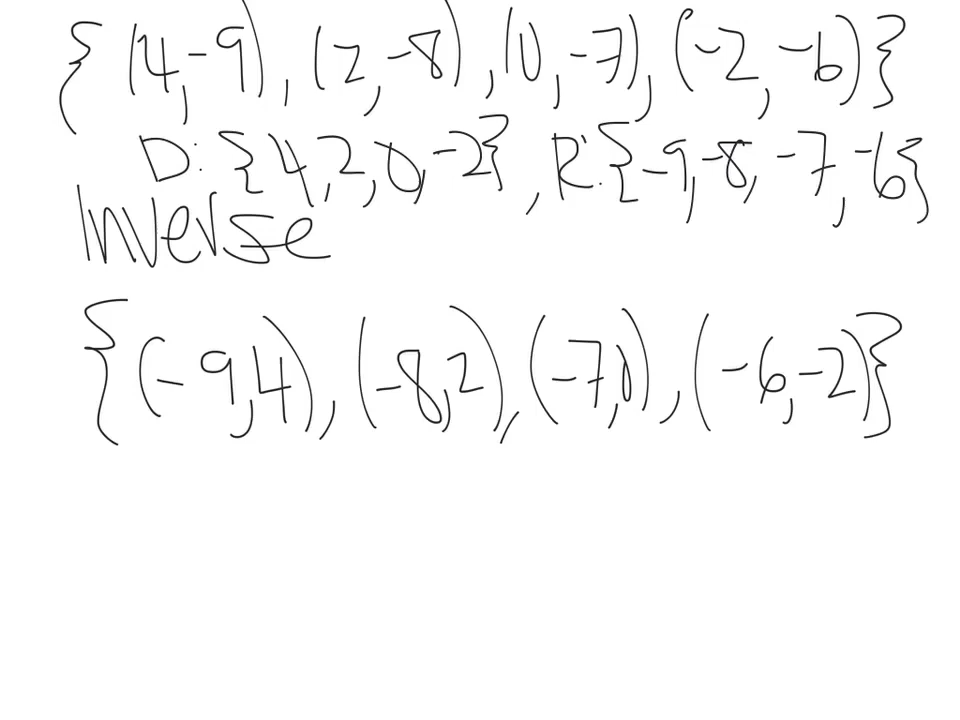 {(4,-9), (2,-8), (0,-7), (-2,-6)}
D: {4,2,0,-2}, R: {-9,-8,-7,-6}
Inverse
{(-9,4), (-8,2), (-7,0), (-6,-2)}